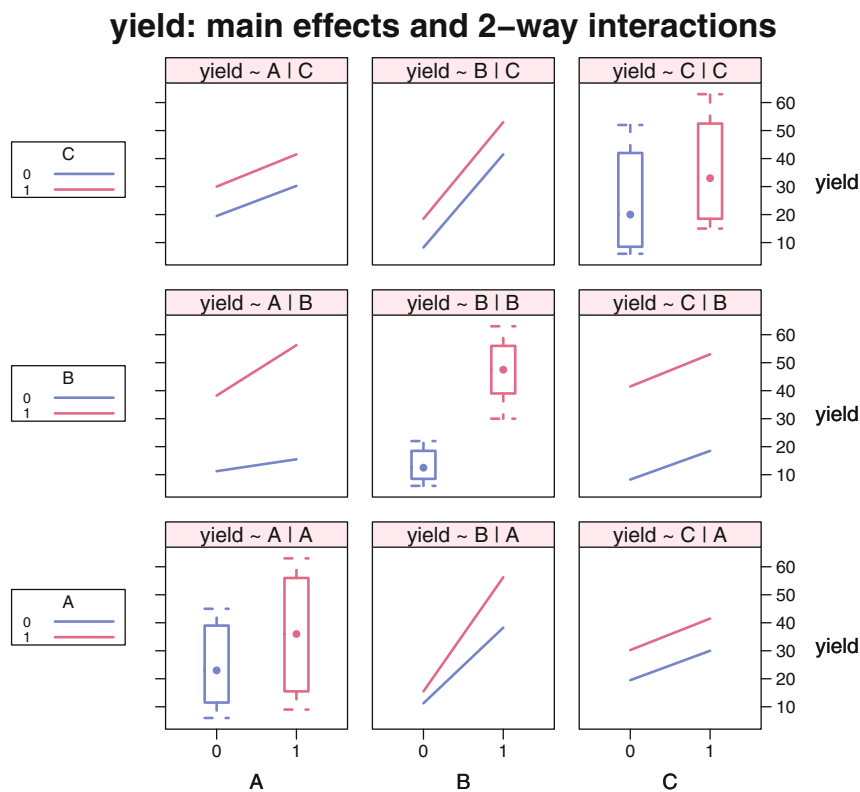 yield: main effects and 2−way interactions
yield ~ A | C
yield ~ B | C
yield ~ C | C
C
0
1
60
50
40
30
20
10
yield
yield ~ A | B
yield ~ B | B
yield ~ C | B
B
0
1
60
50
40
30
20
10
yield
yield ~ A | A
yield ~ B | A
yield ~ C | A
A
0
1
60
50
40
30
20
10
yield
0 1
0 1
0 1
A
B
C